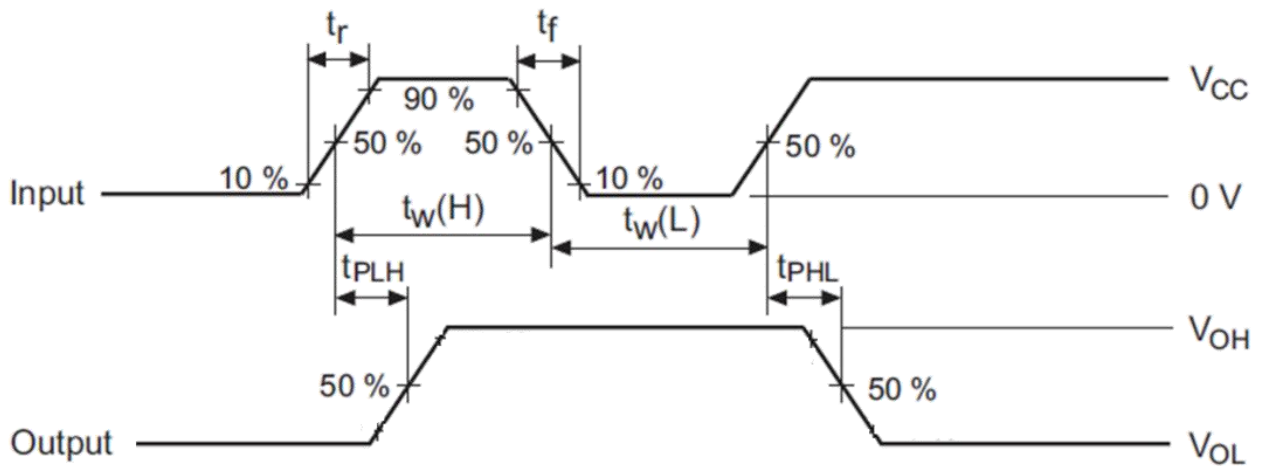 tr
tf
VCC
90 %
50 %
50 %
50 %
10 %
10 %
Input
0 V
tw(H)
tw(L)
tPLH
tPHL
VOH
50 %
50 %
Output
VOL